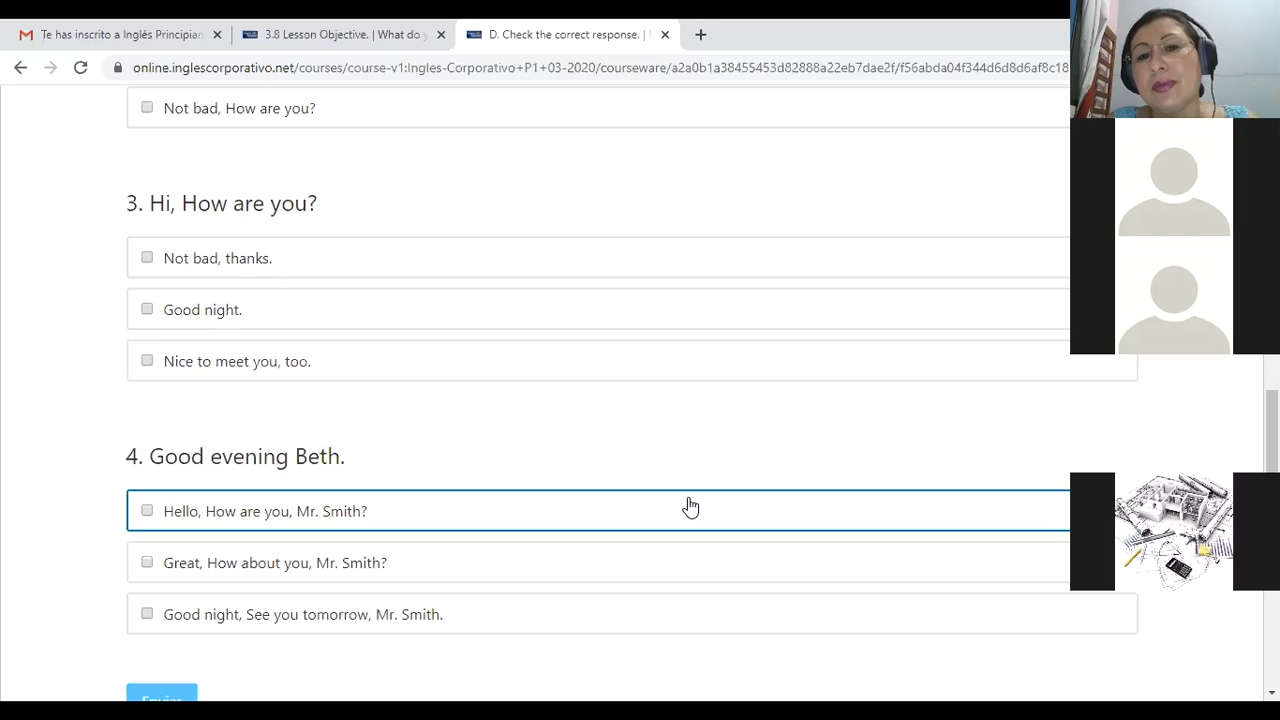 Te has inscrito a Inglés Principian
3.8 Lesson Objective. | What do y
D. Check the correct response. |
online.inglescorporativo.net/courses/course-v1:Ingles-Corporativo+P1+03-2020/courseware/a2a0b1a38455453d82888a22eb7dae2f/f56abda04f344d6d8d6af8c18
Not bad, How are you?
3. Hi, How are you?
Not bad, thanks.
Good night.
Nice to meet you, too.
4. Good evening Beth.
Hello, How are you, Mr. Smith?
Great, How about you, Mr. Smith?
Good night, See you tomorrow, Mr. Smith.
Enviar